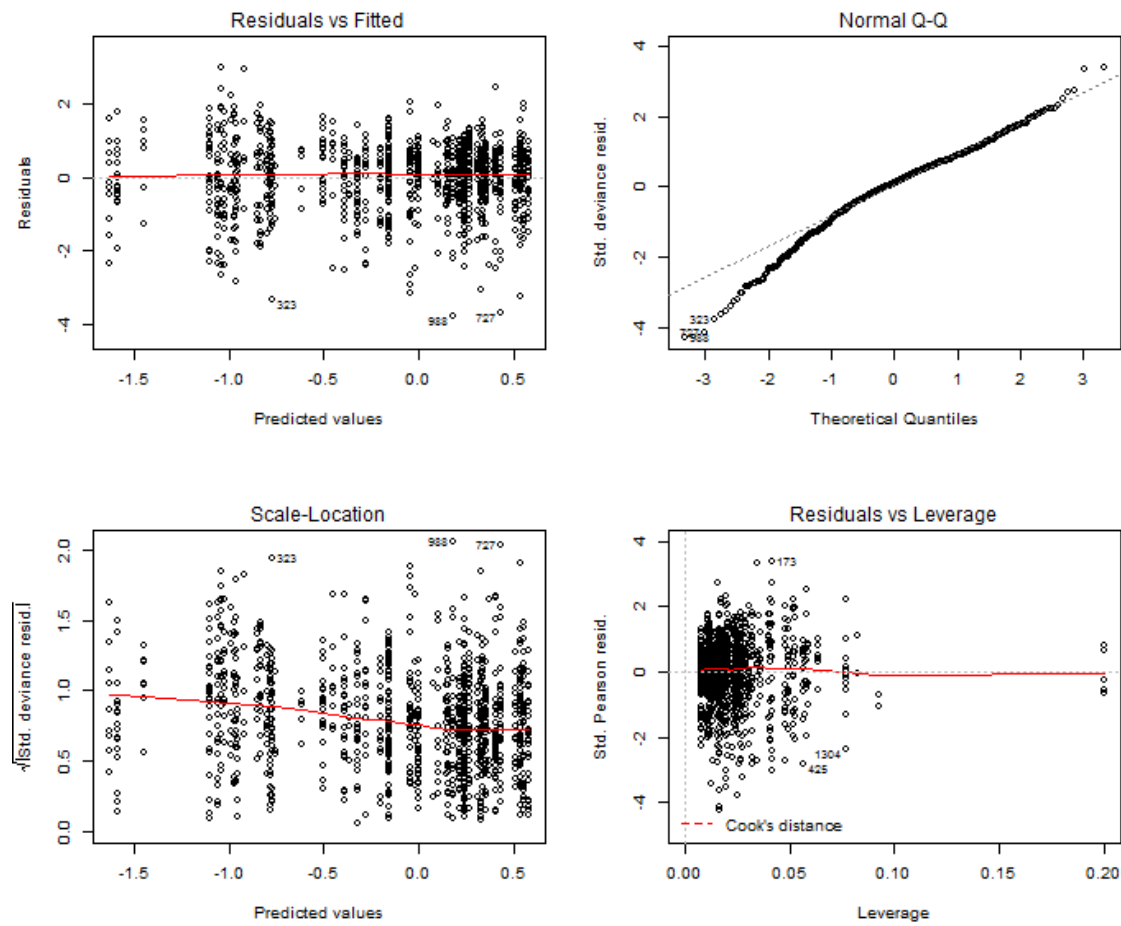 Residuals vs Fitted
Residuals
2
0
-2
-4
323
988
727
-1.5 -1.0 -0.5 0.0 0.5
Predicted values
Normal Q-Q
Std. deviance resid.
4
2
0
-2
-4
323
727
988
-3 -2 -1 0 1 2 3
Theoretical Quantiles
Scale-Location
√|Std. deviance resid.|
2.0
1.5
1.0
0.5
0.0
323
988
727
-1.5 -1.0 -0.5 0.0 0.5
Predicted values
Residuals vs Leverage
Std. Pearson resid.
4
2
0
-2
-4
173
1304
425
Cook's distance
0.00 0.05 0.10 0.15 0.20
Leverage